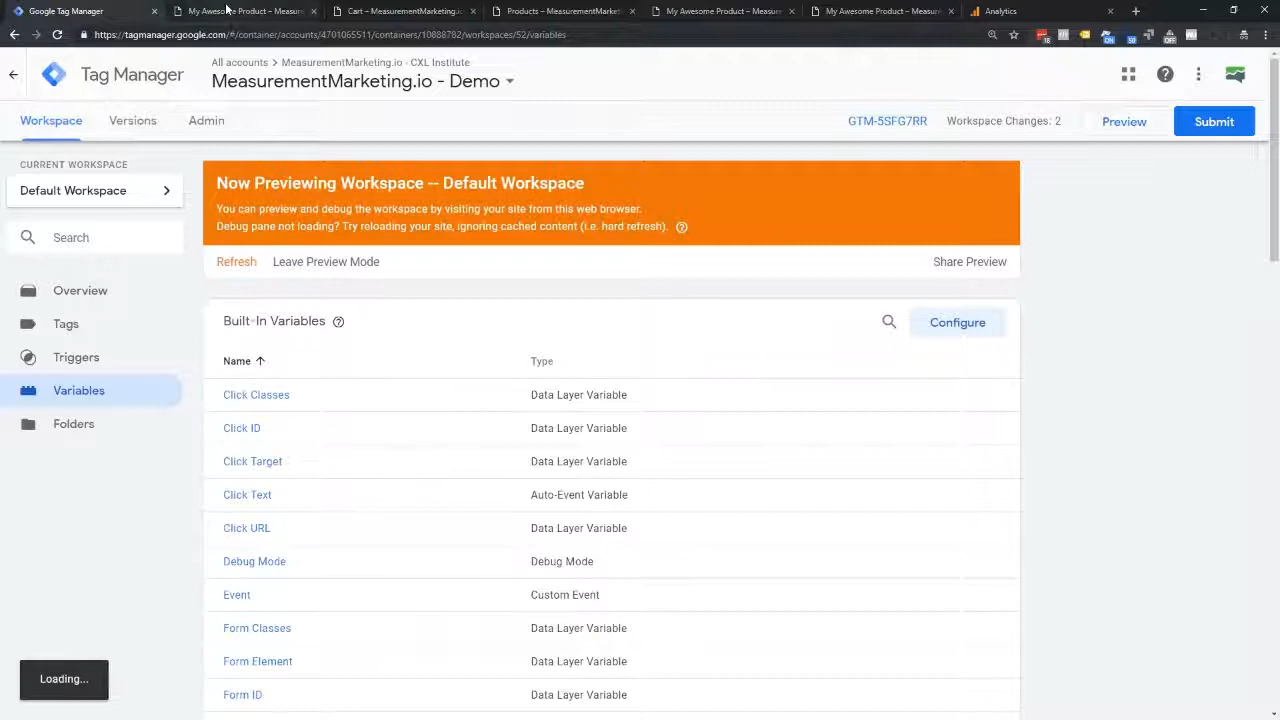 Google Tag Manager
My Awesome Product – Measurem
Cart – MeasurementMarketing.io
Products – MeasurementMarketing
My Awesome Product – Measurem
My Awesome Product – Measurem
Analytics
https://tagmanager.google.com/#/container/accounts/4701065511/containers/10888782/workspaces/52/variables
Tag Manager
All accounts > MeasurementMarketing.io - CXL Institute
MeasurementMarketing.io - Demo
Workspace
Versions
Admin
GTM-5SFG7RR
Workspace Changes: 2
Preview
Submit
CURRENT WORKSPACE
Default Workspace
Search
Overview
Tags
Triggers
Variables
Folders
Now Previewing Workspace -- Default Workspace
You can preview and debug the workspace by visiting your site from this web browser.
Debug pane not loading? Try reloading your site, ignoring cached content (i.e. hard refresh).
Refresh
Leave Preview Mode
Share Preview
Built-In Variables
Configure
Name
Type
Click Classes
Data Layer Variable
Click ID
Data Layer Variable
Click Target
Data Layer Variable
Click Text
Auto-Event Variable
Click URL
Data Layer Variable
Debug Mode
Debug Mode
Event
Custom Event
Form Classes
Data Layer Variable
Form Element
Data Layer Variable
Form ID
Data Layer Variable
Loading...